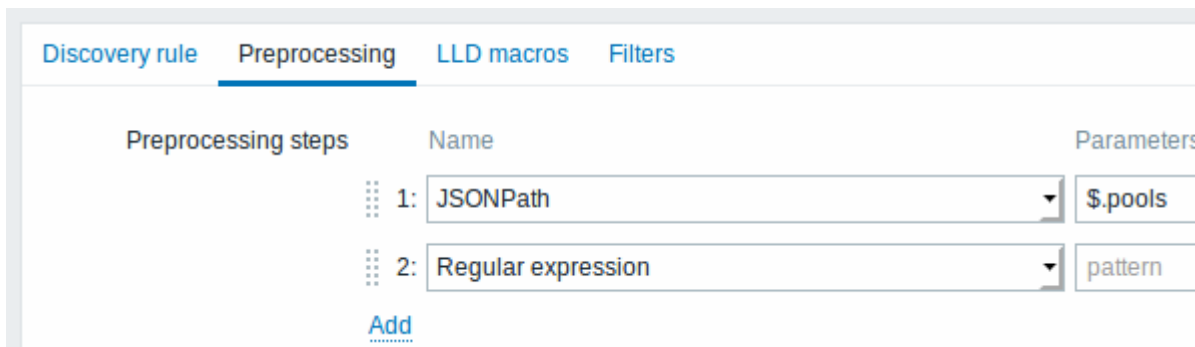 Discovery rule Preprocessing LLD macros Filters
Preprocessing steps Name Parameters
1: JSONPath $.pools
2: Regular expression pattern
Add